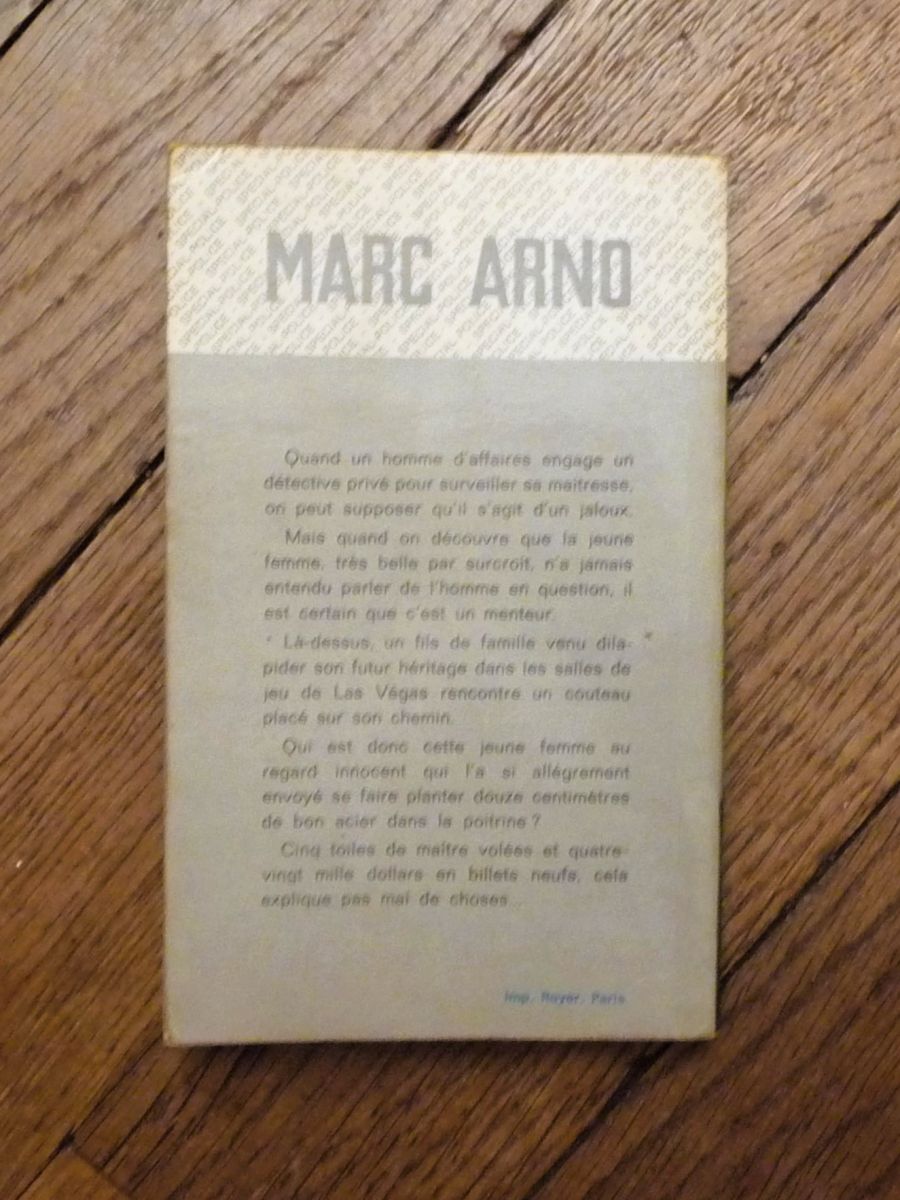 MARC ARNO
Quand un homme d'affaires engage un
détective privé pour surveiller sa maîtresse,
on peut supposer qu'il s'agit d'un jaloux.
Mais quand on découvre que la jeune
femme, très belle par surcroît, n'a jamais
entendu parler de l'homme en question, il
est certain que c'est un menteur.
Là-dessus, un fils de famille venu dila-
pider son futur héritage dans les salles de
jeu de Las Végas rencontre un couteau
placé sur son chemin.
Qui est donc cette jeune femme au
regard innocent qui l'a si allégrement
envoyé se faire planter douze centimètres
de bon acier dans la poitrine ?
Cinq toiles de maître volées et quatre-
vingt mille dollars en billets neufs, cela
explique pas mal de choses...
Imp. Royer. Paris